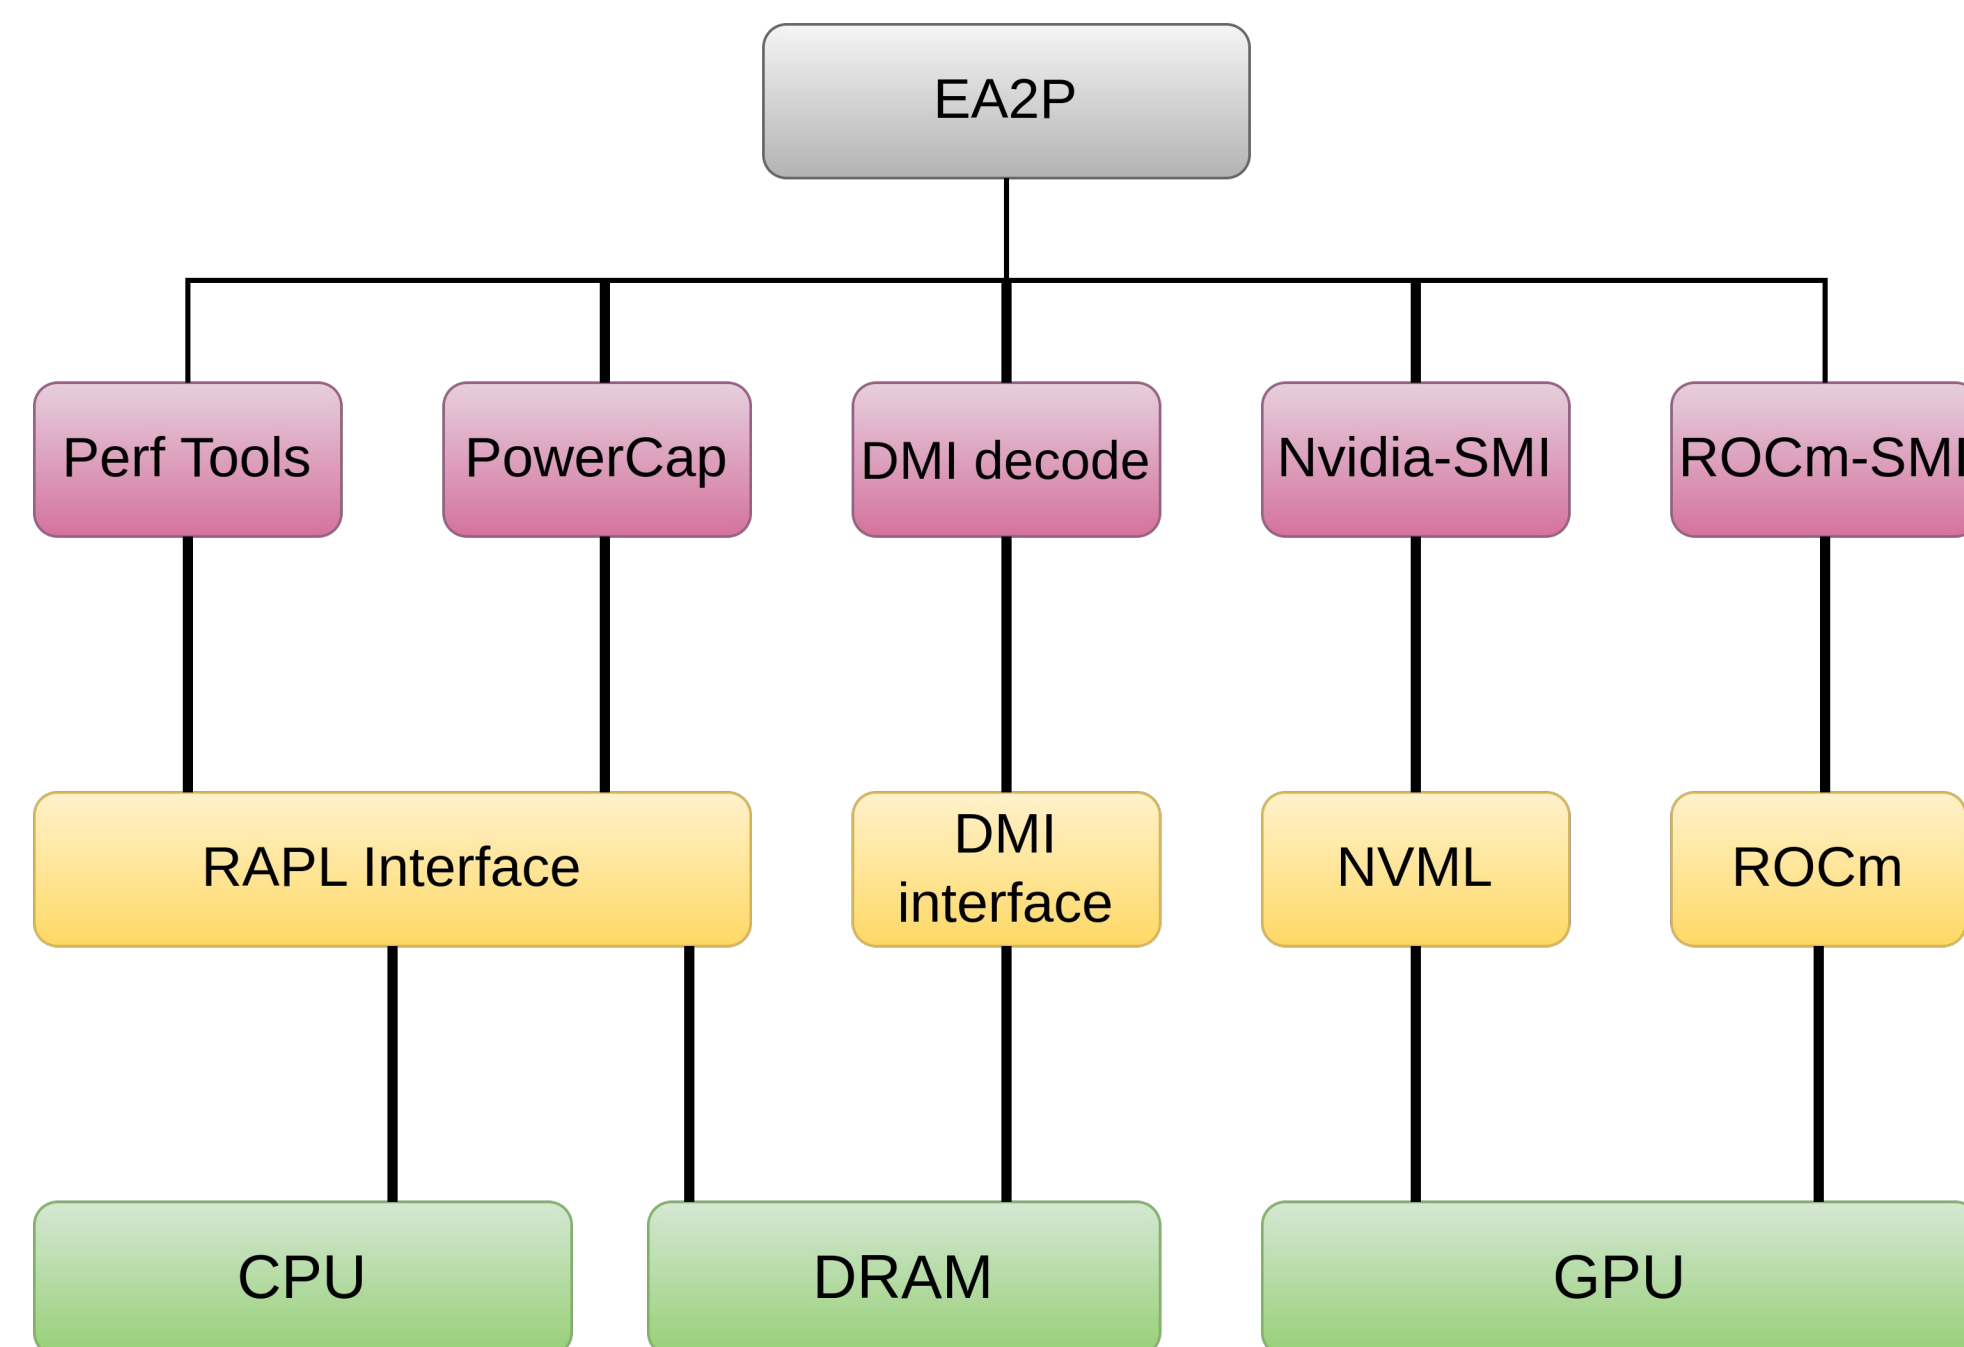 EA2P
Perf Tools
PowerCap
DMI decode
Nvidia-SMI
ROCm-SMI
RAPL Interface
DMI
interface
NVML
ROCm
CPU
DRAM
GPU